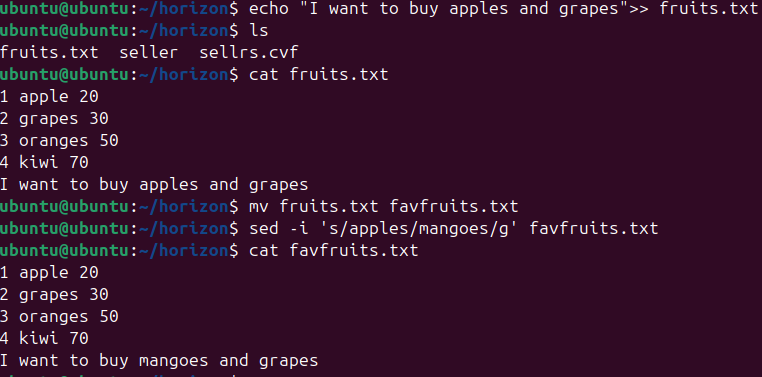 ubuntu@ubuntu:~/horizon$ echo "I want to buy apples and grapes">> fruits.txt
ubuntu@ubuntu:~/horizon$ ls
fruits.txt  seller  sellrs.cvf
ubuntu@ubuntu:~/horizon$ cat fruits.txt
1 apple 20
2 grapes 30
3 oranges 50
4 kiwi 70
I want to buy apples and grapes
ubuntu@ubuntu:~/horizon$ mv fruits.txt favfruits.txt
ubuntu@ubuntu:~/horizon$ sed -i 's/apples/mangoes/g' favfruits.txt
ubuntu@ubuntu:~/horizon$ cat favfruits.txt
1 apple 20
2 grapes 30
3 oranges 50
4 kiwi 70
I want to buy mangoes and grapes